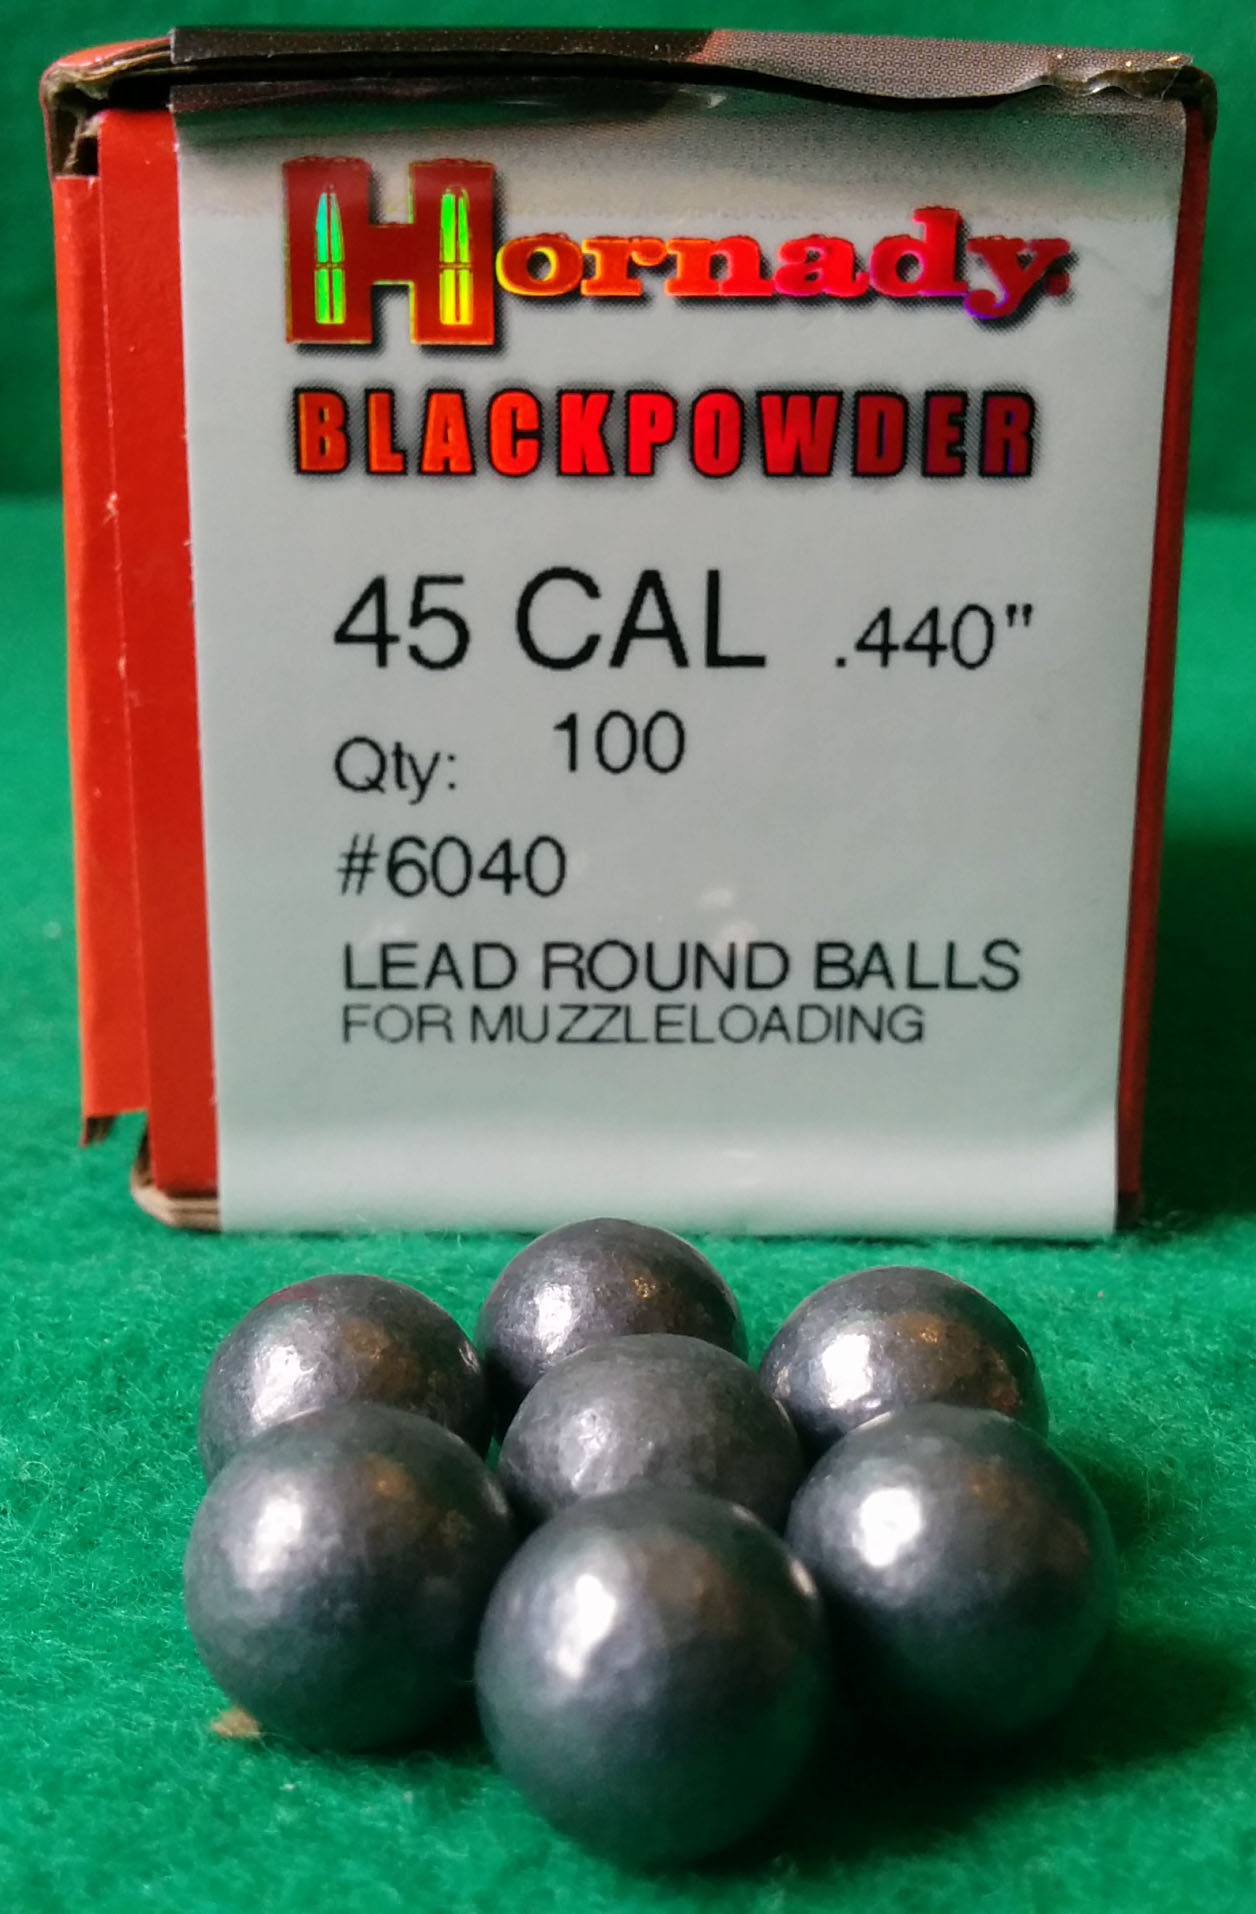 Hornady
BLACKPOWDER
45 CAL .440"
Qty: 100
#6040
LEAD ROUND BALLS
FOR MUZZLELOADING